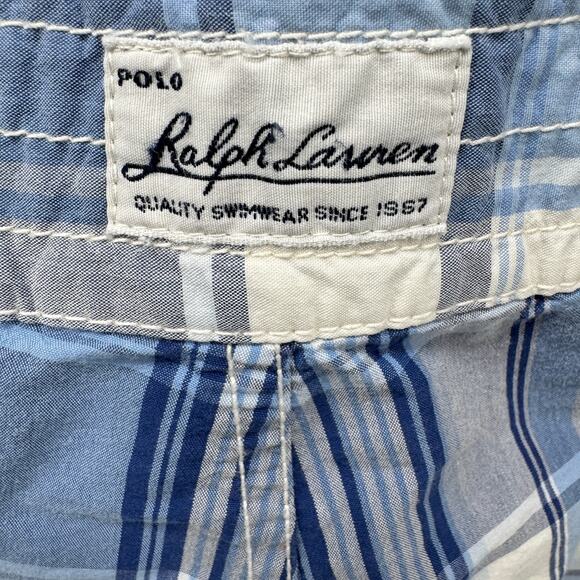 POLO
Ralph Lauren
QUALITY SWIMWEAR SINCE 1967